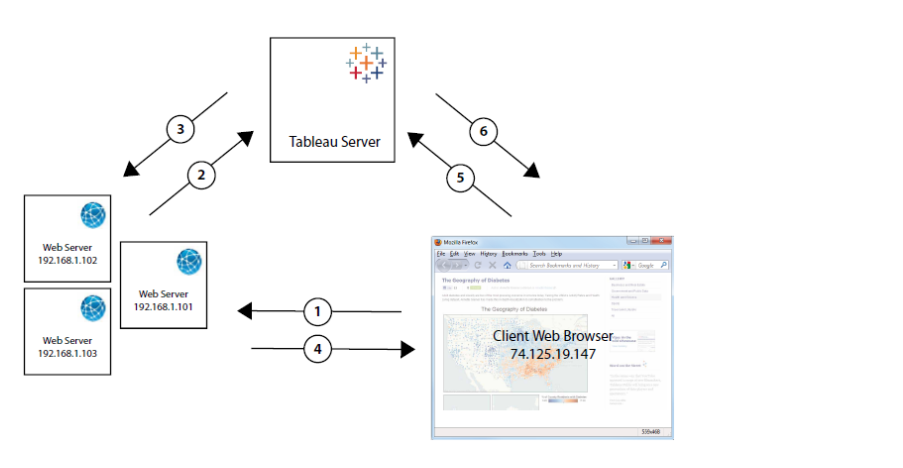 Tableau Server
3
6
2
5
Web Server
192.168.1.102
Web Server
192.168.1.101
Web Server
192.168.1.103
1
4
Mozilla Firefox
File Edit View History Bookmarks Tools Help
Search Bookmarks and History
Google
The Geography of Diabetes
The Geography of Diabetes
Client Web Browser
74.125.19.147
535x468